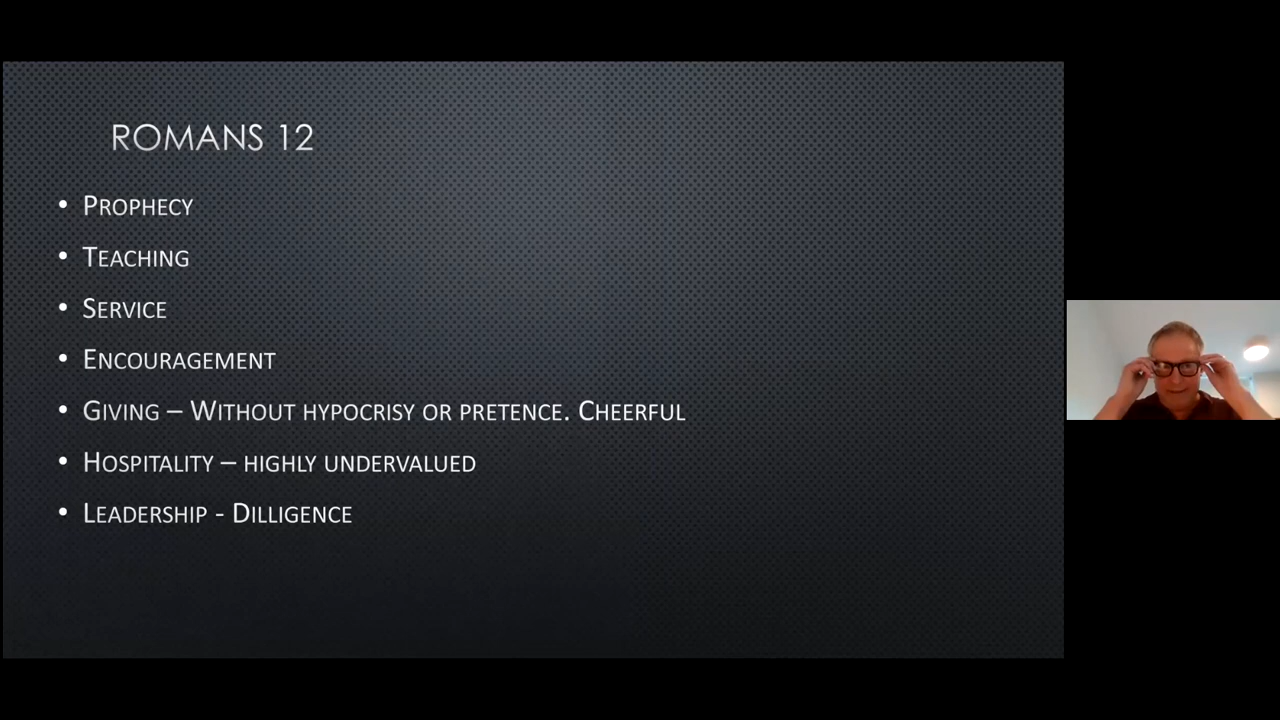 ROMANS 12
• PROPHECY
• TEACHING
• SERVICE
• ENCOURAGEMENT
• GIVING – WITHOUT HYPOCRISY OR PRETENCE. CHEERFUL
• HOSPITALITY – HIGHLY UNDERVALUED
• LEADERSHIP - DILLIGENCE